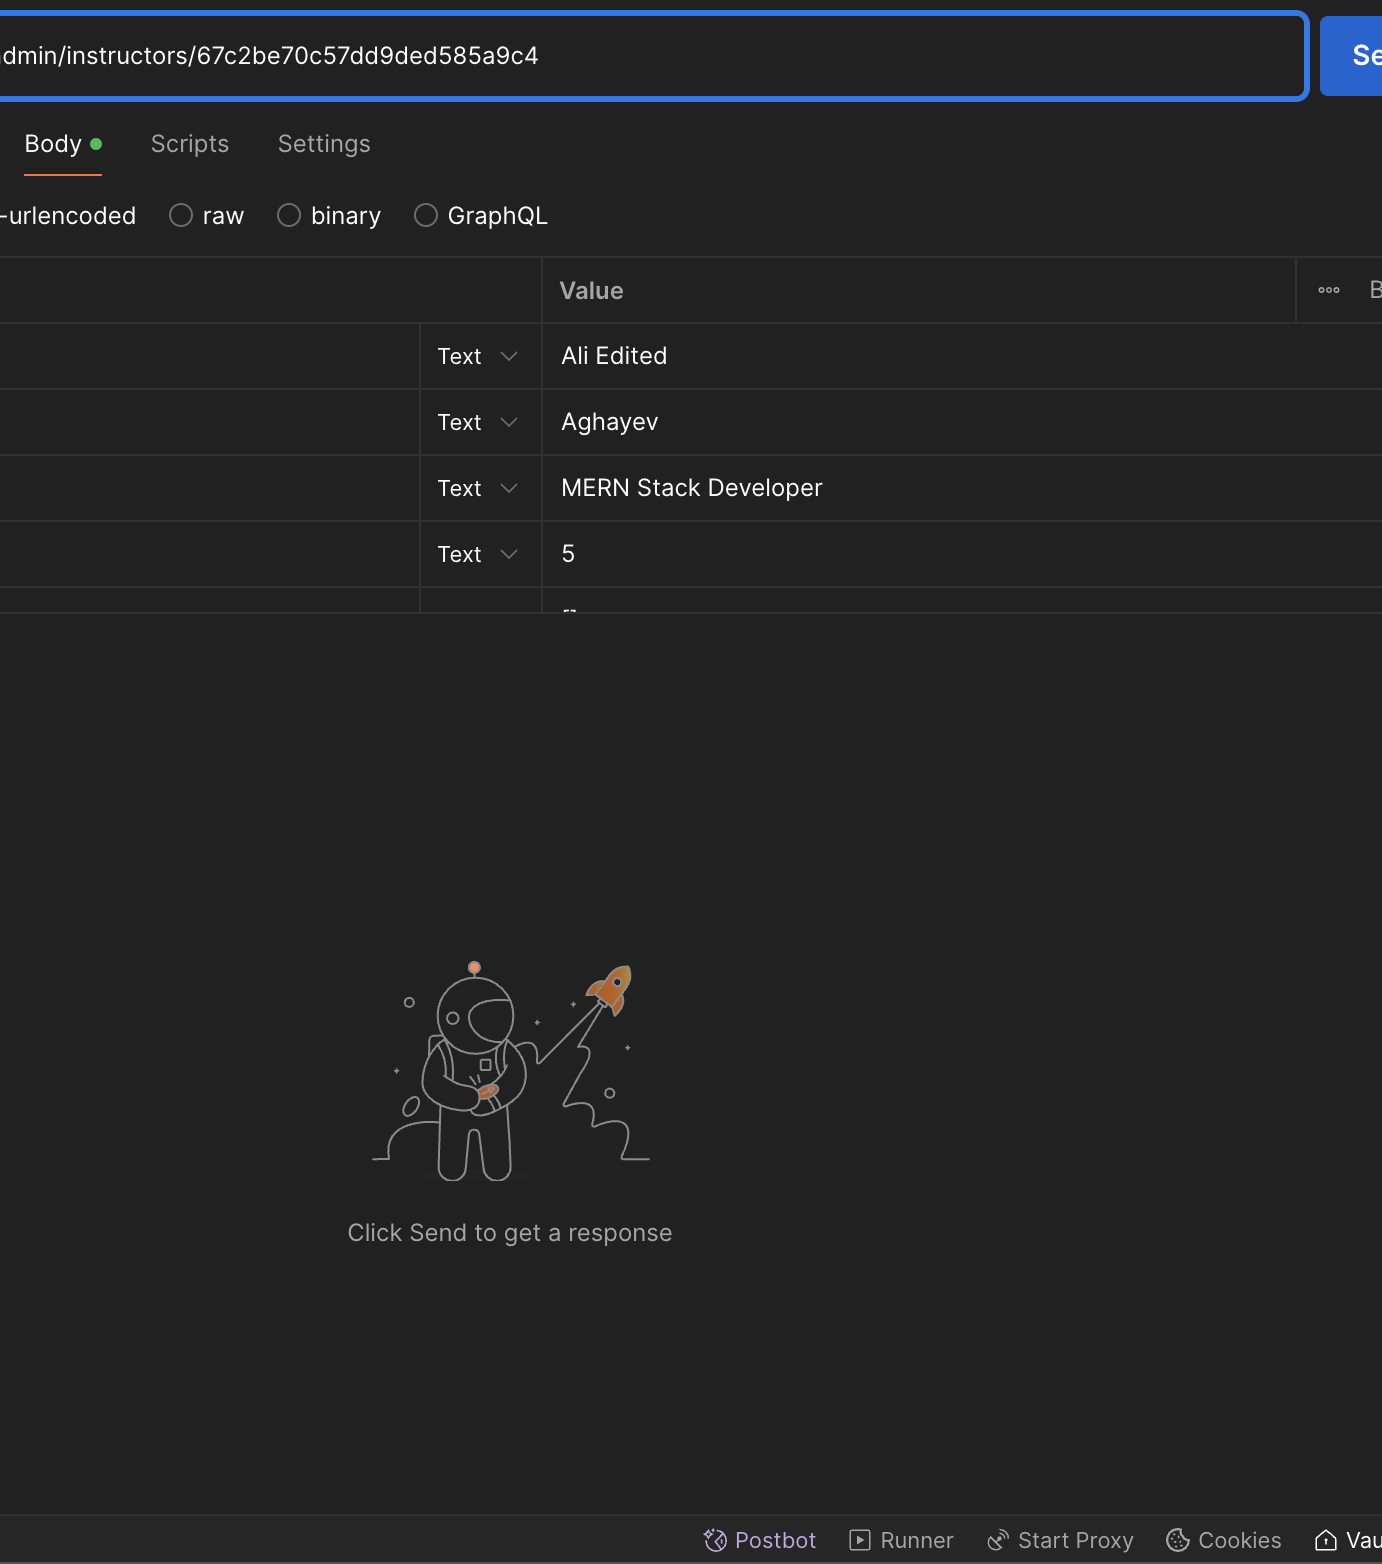 dmin/instructors/67c2be70c57dd9ded585a9c4
Se
Body Scripts Settings
-urlencoded raw binary GraphQL
Value B
Text Ali Edited
Text Aghayev
Text MERN Stack Developer
Text 5
Click Send to get a response
Postbot Runner Start Proxy Cookies Vau